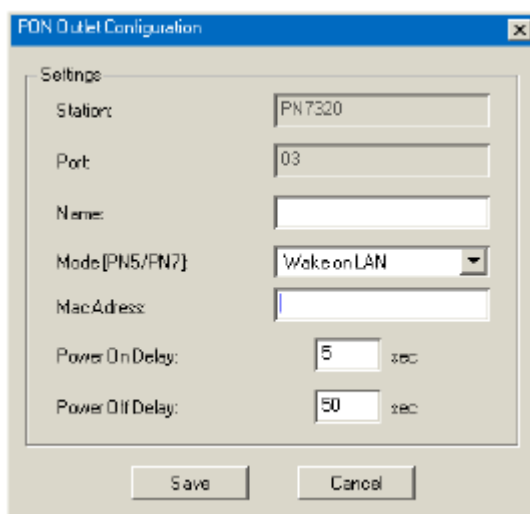 PON Outlet Configuration
Settings
Station: PN7320
Port: 03
Name:
Mode [PN5/PN7]: Wake on LAN
Mac Adress:
Power On Delay: 5 sec
Power Off Delay: 50 sec
Save Cancel